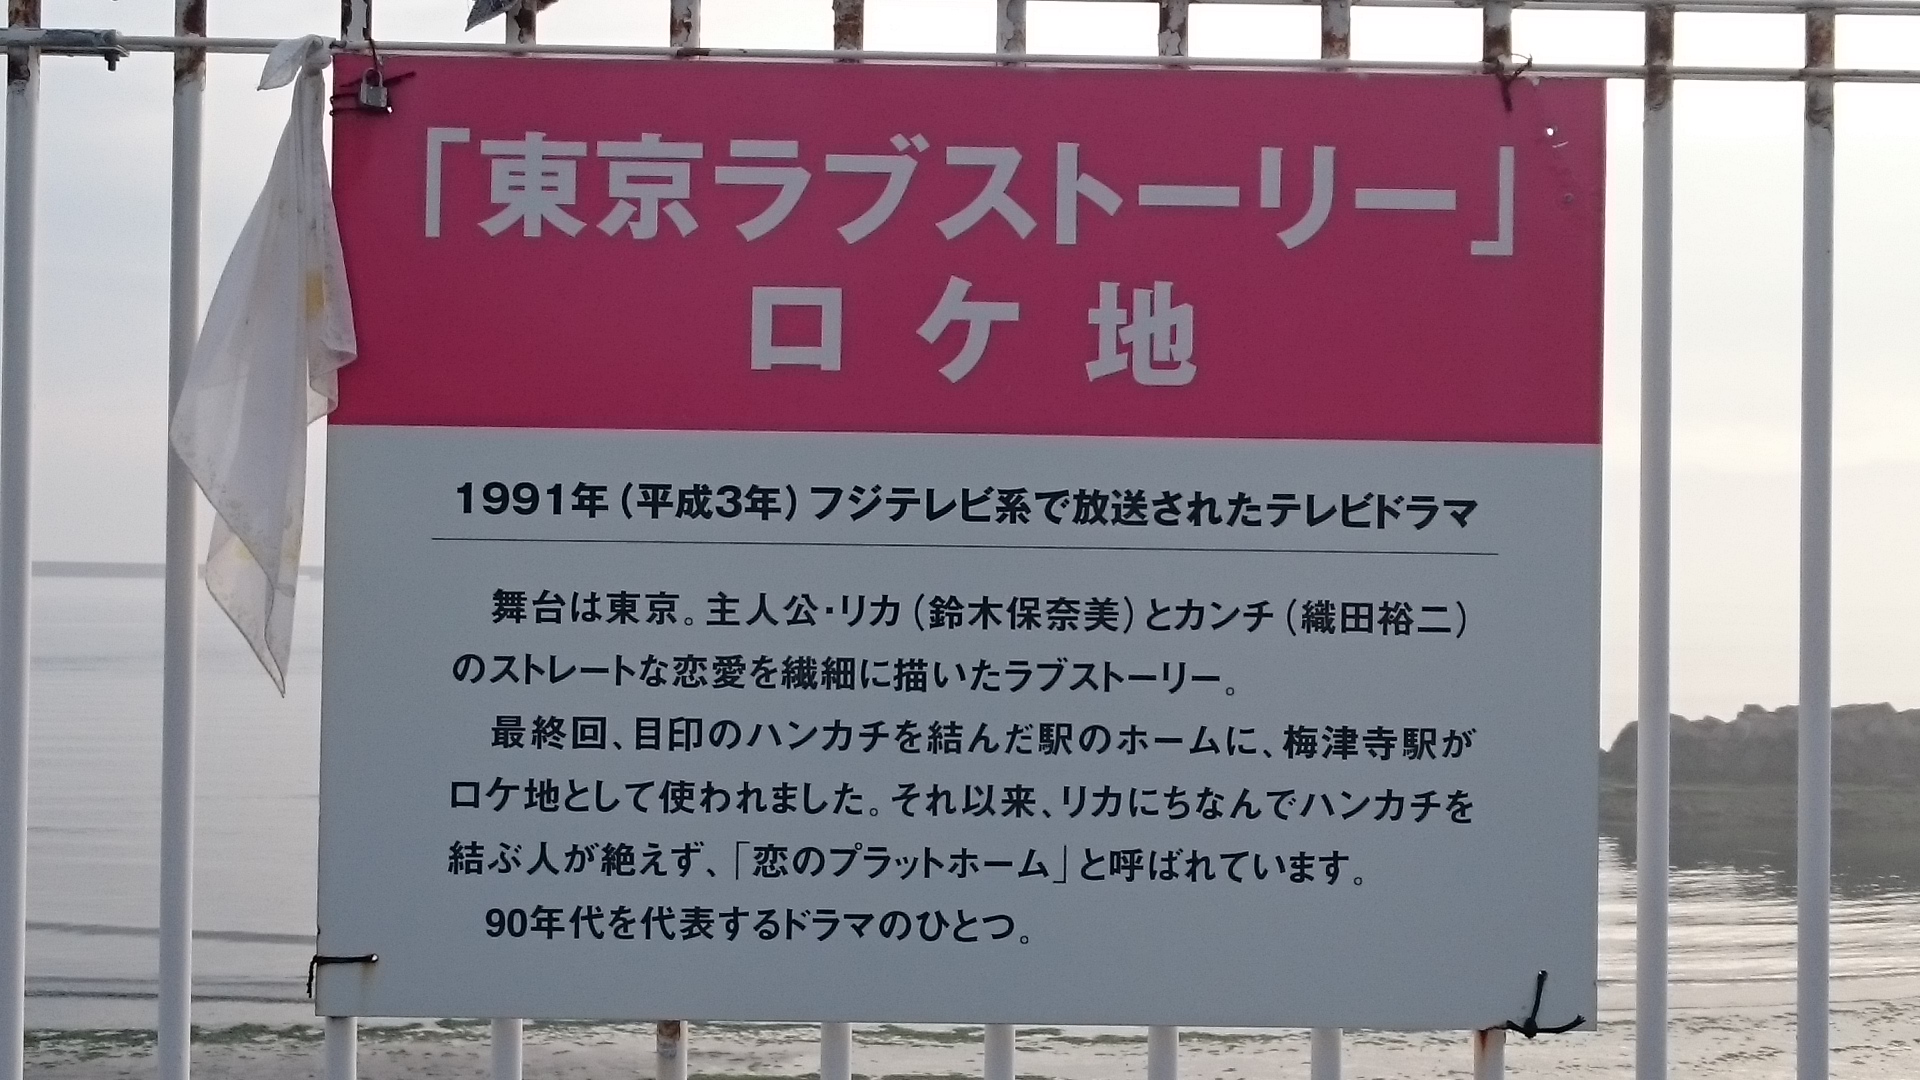 「東京ラブストーリー」
ロケ地
1991年(平成3年)フジテレビ系で放送されたテレビドラマ
舞台は東京。主人公・リカ(鈴木保奈美)とカンチ(織田裕二)
のストレートな恋愛を繊細に描いたラブストーリー。
最終回、目印のハンカチを結んだ駅のホームに、梅津寺駅が
ロケ地として使われました。それ以来、リカにちなんでハンカチを
結ぶ人が絶えず、「恋のプラットホーム」と呼ばれています。
90年代を代表するドラマのひとつ。